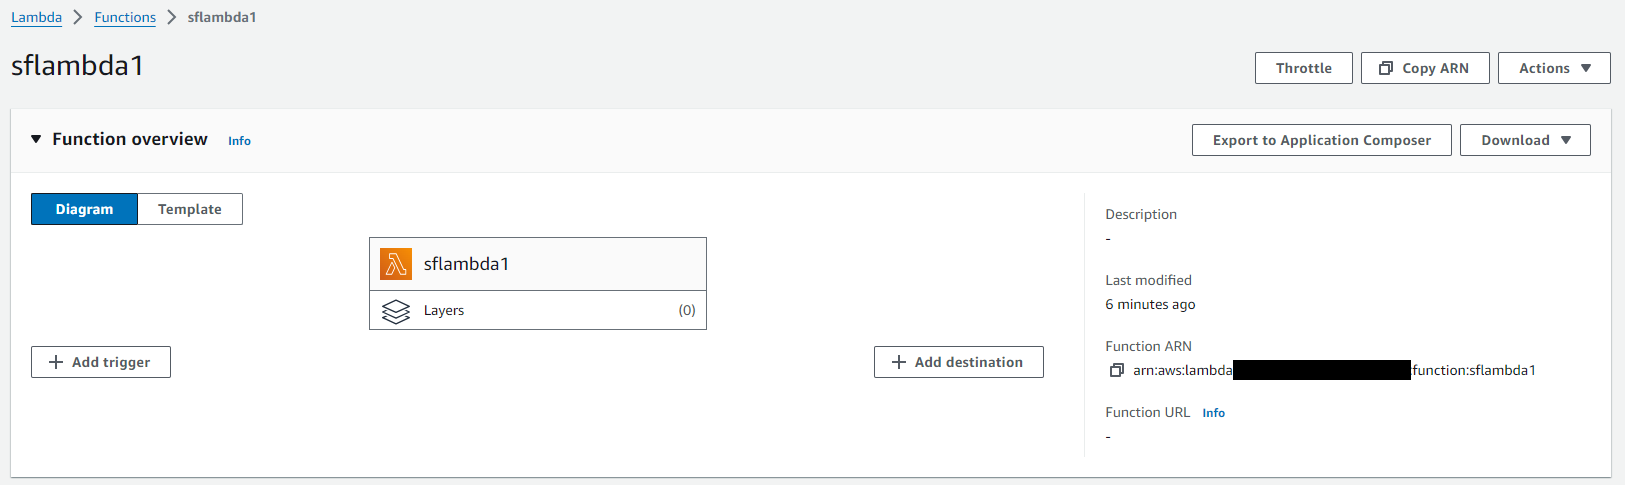 Lambda > Functions > sflambda1
sflambda1
Throttle
Copy ARN
Actions
Function overview Info
Export to Application Composer
Download
Diagram
Template
sflambda1
Layers (0)
Add trigger
Add destination
Description
-
Last modified
6 minutes ago
Function ARN
arn:aws:lambda :function:sflambda1
Function URL Info
-